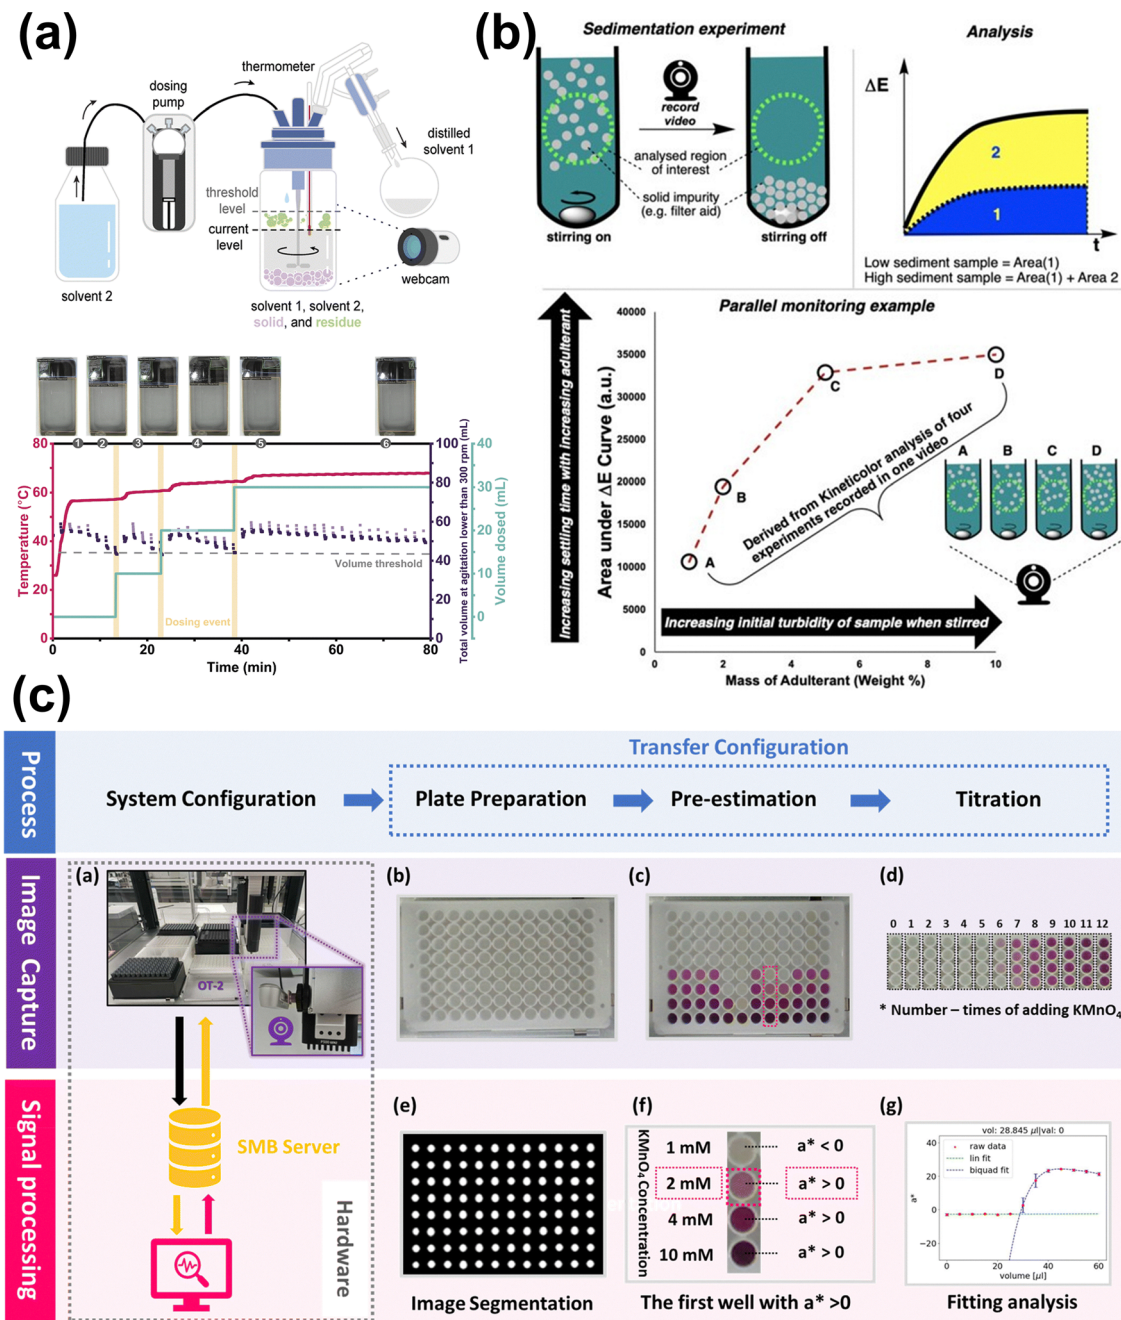 (a)
thermometer
dosing
pump
distilled
solvent 1
threshold
level
current
level
webcam
solvent 2
solvent 1, solvent 2,
solid, and residue
1 2 3 4 5 6
Temperature (°C)
80
60
40
20
0
Volume threshold
Dosing event
0 20 40 60 80
Time (min)
100
80
60
40
20
0
Total volume at agitation lower than 300 rpm (mL)
40
30
20
10
0
Volume dosed (mL)
(b)
Sedimentation experiment
record
video
analysed region
of interest
solid impurity
(e.g. filter aid)
stirring on
stirring off
Analysis
ΔE
2
1
t
Low sediment sample = Area(1)
High sediment sample = Area(1) + Area 2
Parallel monitoring example
Increasing settling time with increasing adulterant
Area under ΔE Curve (a.u.)
40000
35000
30000
25000
20000
15000
10000
5000
0
A
B
C
D
Derived from Kineticolor analysis of four
experiments recorded in one video
A B C D
Increasing initial turbidity of sample when stirred
0 2 4 6 8 10
Mass of Adulterant (Weight %)
(c)
Process
Transfer Configuration
System Configuration
Plate Preparation
Pre-estimation
Titration
Image Capture
(a)
OT-2
(b)
(c)
(d)
0 1 2 3 4 5 6 7 8 9 10 11 12
* Number – times of adding KMnO4
Signal processing
SMB Server
Hardware
(e)
Image Segmentation
(f)
KMnO4 Concentration
1 mM a* < 0
2 mM a* > 0
4 mM a* > 0
10 mM a* > 0
The first well with a* >0
(g)
vol: 28.845 µl|val: 0
raw data
lin fit
biquad fit
a*
40
20
0
−20
0 10 20 30 40 50 60
volume [µl]
Fitting analysis